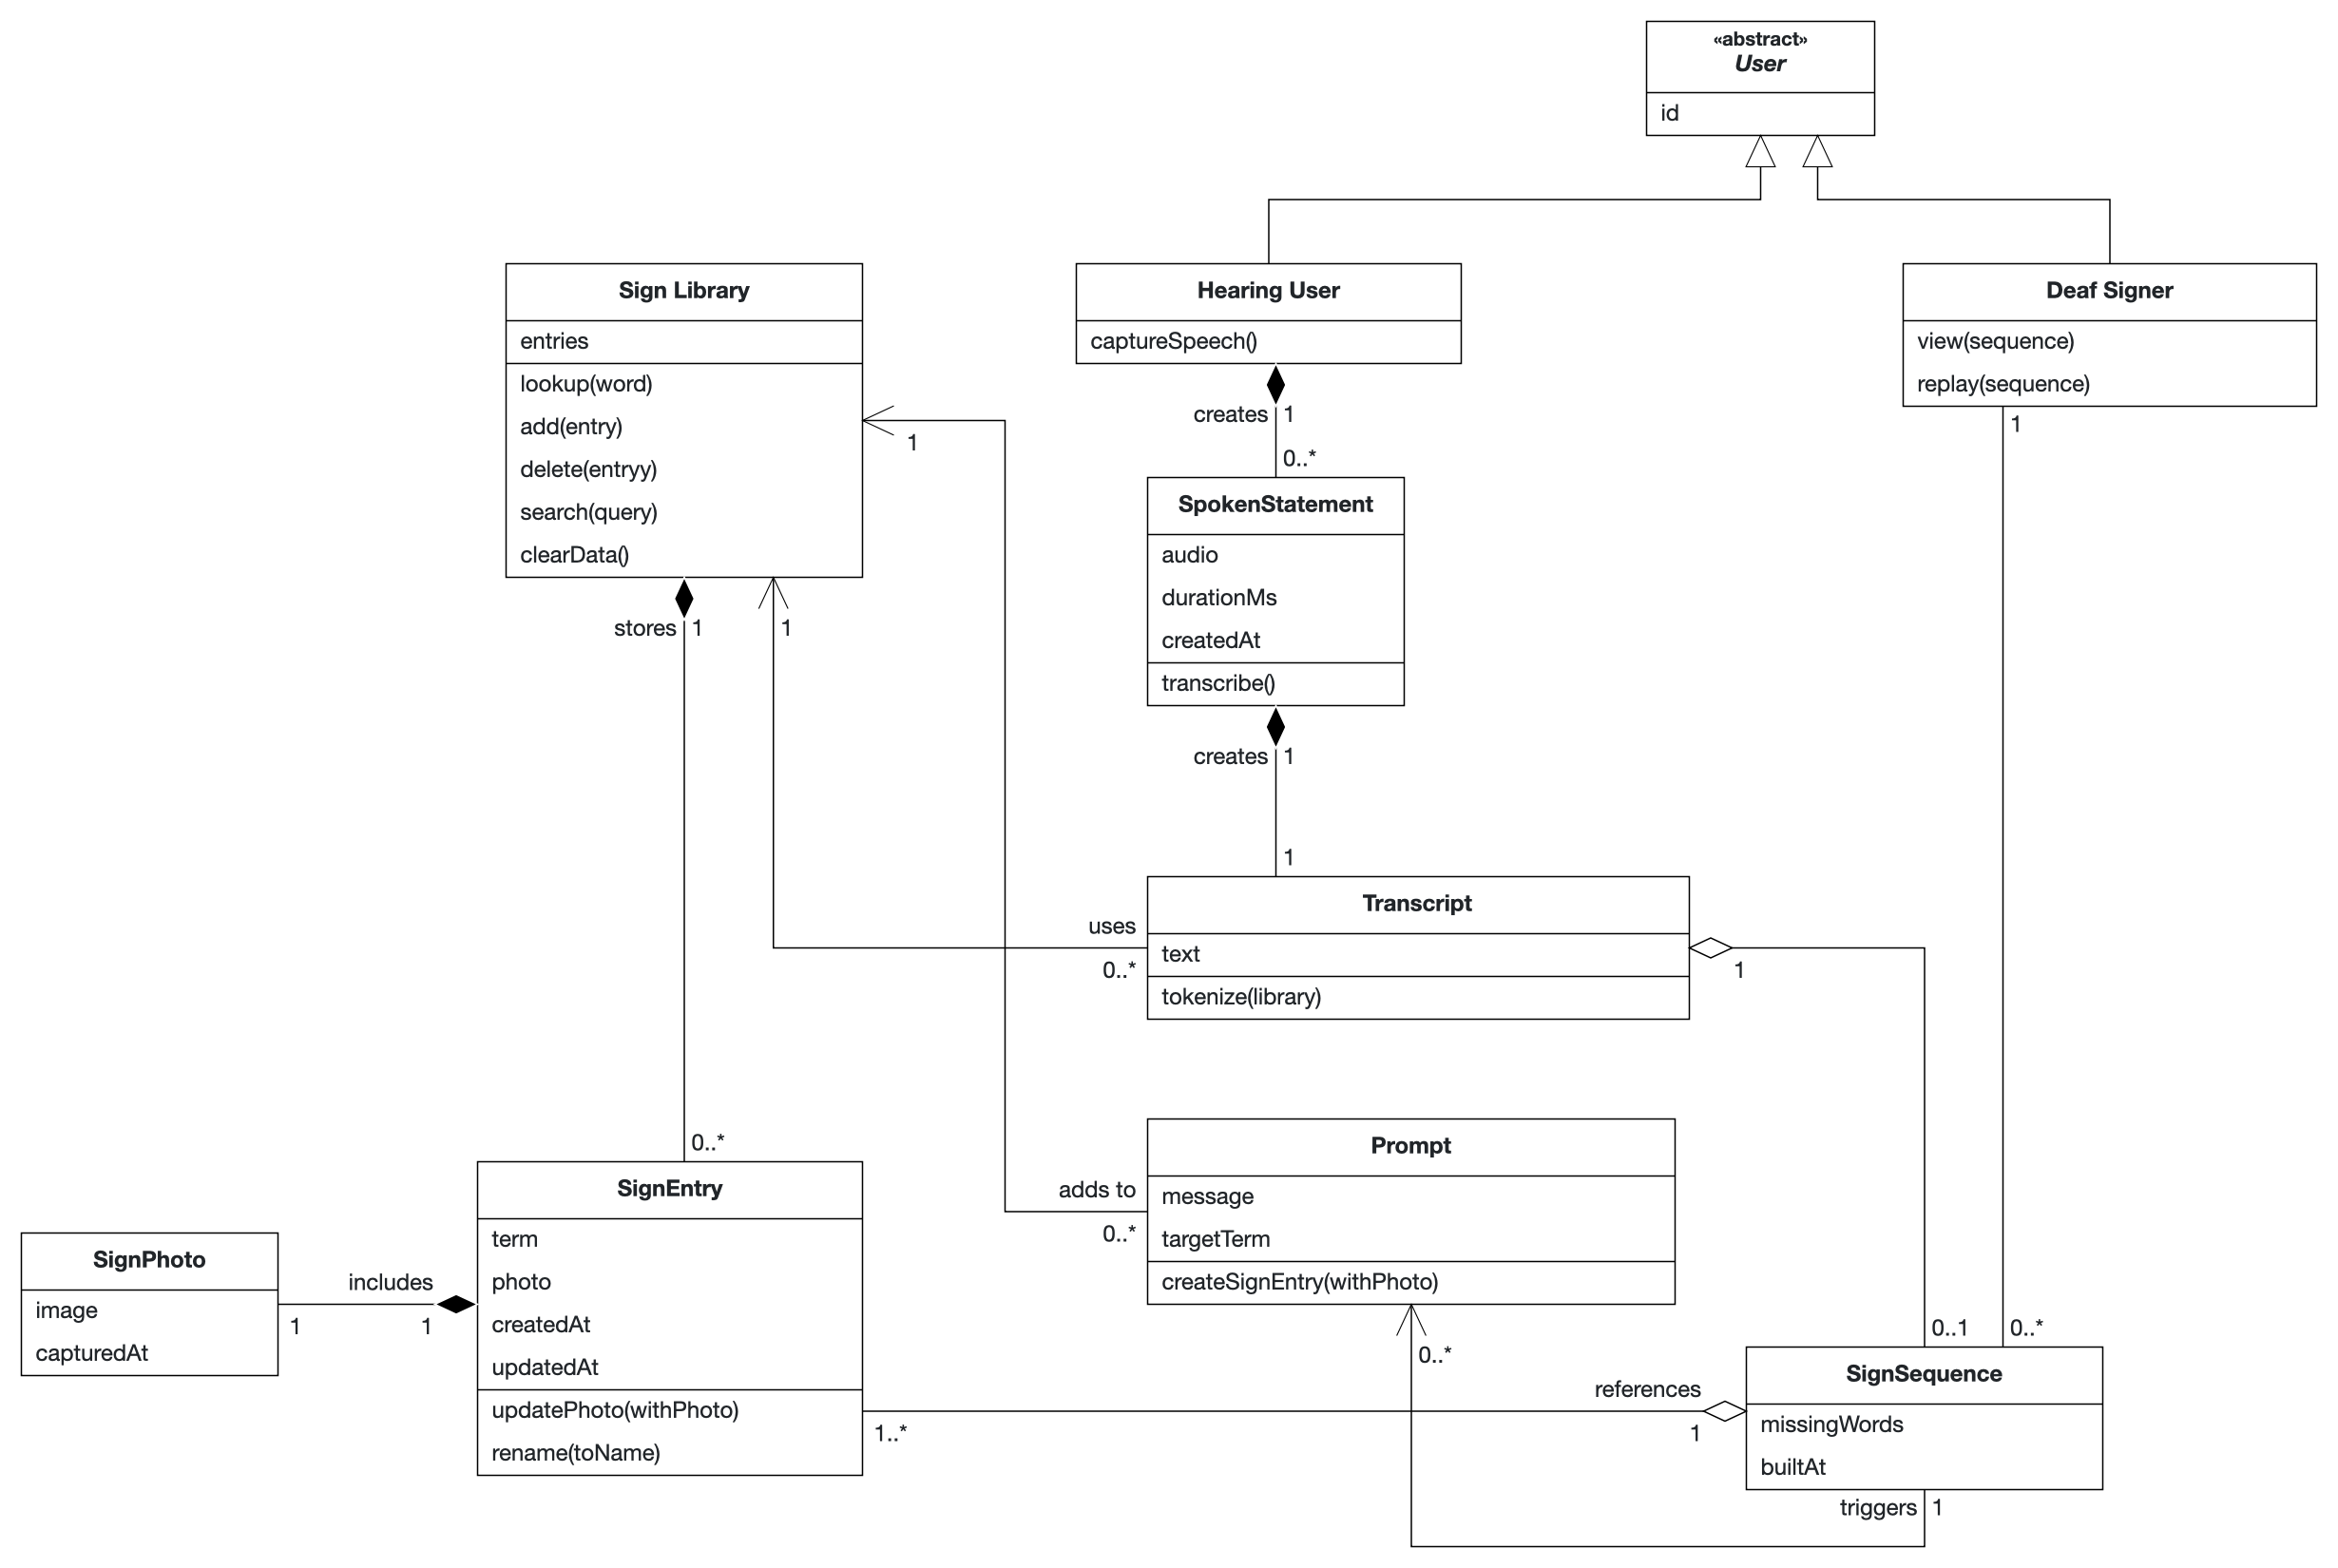 «abstract»
User
id
Sign Library
entries
lookup(word)
add(entry)
delete(entryy)
search(query)
clearData()
stores 1
1
1
Hearing User
captureSpeech()
creates 1
0..*
Deaf Signer
view(sequence)
replay(sequence)
1
SpokenStatement
audio
durationMs
createdAt
transcribe()
creates 1
1
Transcript
text
tokenize(library)
uses
0..*
1
Prompt
message
targetTerm
createSignEntry(withPhoto)
adds to
0..*
0..*
0..*
SignEntry
term
photo
createdAt
updatedAt
updatePhoto(withPhoto)
rename(toName)
SignPhoto
image
capturedAt
includes
1
1
0..1
0..*
SignSequence
missingWords
builtAt
references
1
1..*
triggers 1